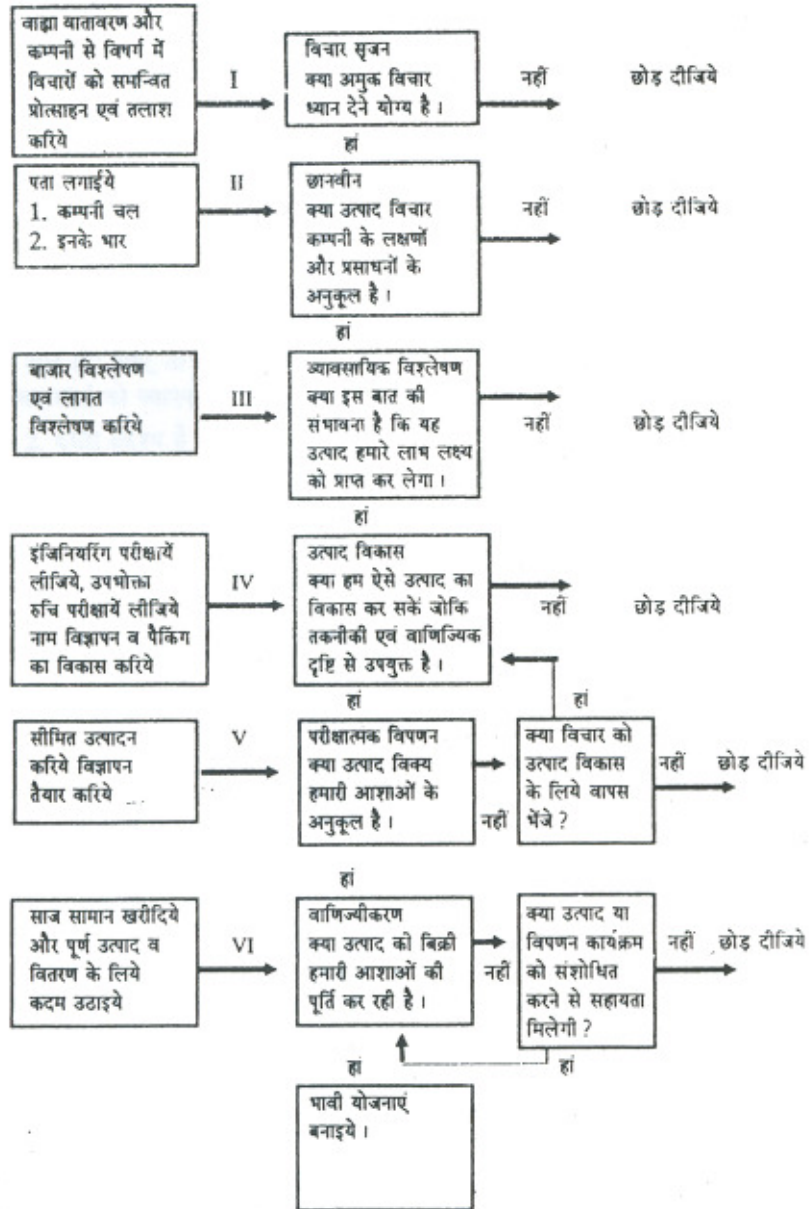 वाह्य वातावरण और
कम्पनी से विषर्ग में
विचारों को समन्वित
प्रोत्साहन एवं तलाश
करिये
I
विचार सृजन
क्या अमुक विचार
ध्यान देने योग्य है ।
नहीं
छोड़ दीजिये
हां
पता लगाईये
1. कम्पनी चल
2. इनके भार
II
छानवीन
क्या उत्पाद विचार
कम्पनी के लक्षणों
और प्रसाधनों के
अनुकूल है ।
नहीं
छोड़ दीजिये
हां
बाजार विश्लेषण
एवं लागत
विश्लेषण करिये
III
व्यावसायिक विश्लेषण
क्या इस बात की
संभावना है कि यह
उत्पाद हमारे लाभ लक्ष्य
को प्राप्त कर लेगा ।
नहीं
छोड़ दीजिये
हां
इंजिनियरिंग परीक्षायें
लीजिये, उपभोक्ता
रुचि परीक्षायें लीजिये
नाम विज्ञापन व पैकिंग
का विकास करिये
IV
उत्पाद विकास
क्या हम ऐसे उत्पाद का
विकास कर सकें जोकि
तकनीकी एवं वाणिज्यिक
दृष्टि से उपयुक्त है ।
नहीं
छोड़ दीजिये
हां
हां
सीमित उत्पादन
करिये विज्ञापन
तैयार करिये
V
परीक्षात्मक विपणन
क्या उत्पाद विक्य
हमारी आशाओं के
अनुकूल है ।
नहीं
क्या विचार को
उत्पाद विकास
के लिये वापस
भेंजे ?
नहीं
छोड़ दीजिये
हां
साज सामान खरीदिये
और पूर्ण उत्पाद व
वितरण के लिये
कदम उठाइये
VI
वाणिज्यीकरण
क्या उत्पाद को बिक्री
हमारी आशाओं की
पूर्ति कर रही है ।
नहीं
क्या उत्पाद या
विपणन कार्यक्रम
को संशोधित
करने से सहायता
मिलेगी ?
नहीं
छोड़ दीजिये
हां
हां
भावी योजनाएं
बनाइये ।